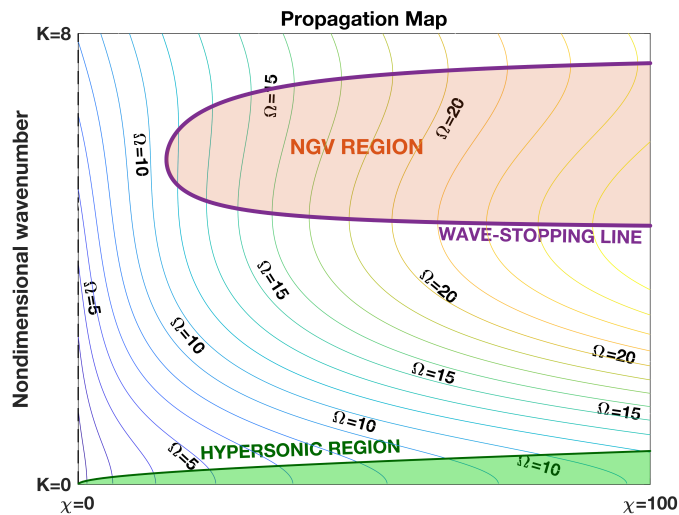 Propagation Map
K=8
Ω=15
Ω=20
Ω=10
NGV REGION
WAVE-STOPPING LINE
Nondimensional wavenumber
Ω=5
Ω=15
Ω=20
Ω=10
Ω=20
Ω=15
Ω=15
Ω=10
HYPERSONIC REGION
Ω=5
Ω=10
K=0
χ=0
χ=100